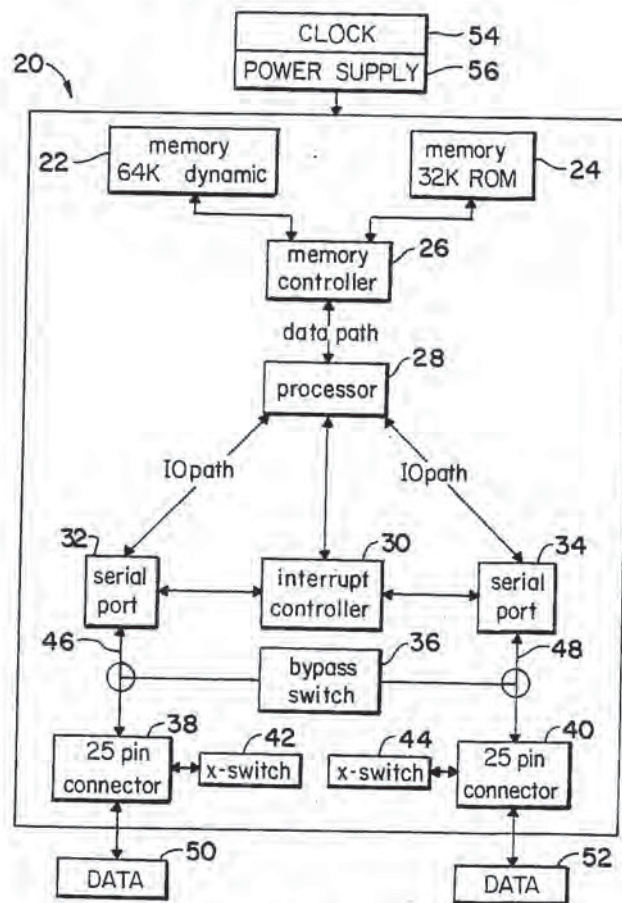 CLOCK
54
POWER SUPPLY
56
20
22
memory
64K dynamic
memory
32K ROM
24
memory
controller
26
data path
processor
28
IOpath
IOpath
32
serial
port
30
interrupt
controller
34
serial
port
46
36
bypass
switch
48
38
25 pin
connector
42
x-switch
44
x-switch
40
25 pin
connector
50
DATA
52
DATA